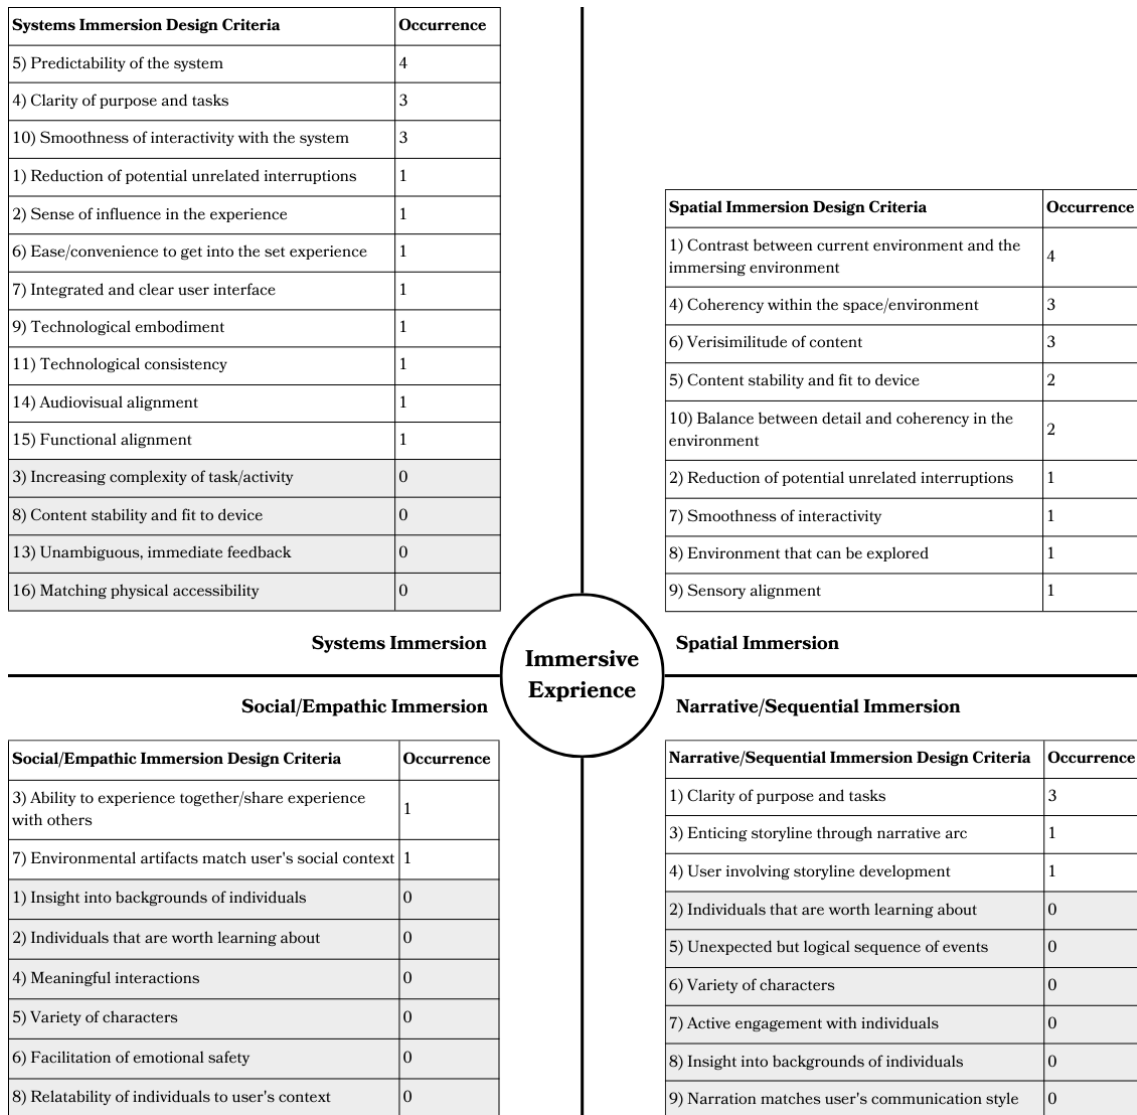 Systems Immersion Design Criteria Occurrence
5) Predictability of the system 4
4) Clarity of purpose and tasks 3
10) Smoothness of interactivity with the system 3
1) Reduction of potential unrelated interruptions 1
2) Sense of influence in the experience 1
6) Ease/convenience to get into the set experience 1
7) Integrated and clear user interface 1
9) Technological embodiment 1
11) Technological consistency 1
14) Audiovisual alignment 1
15) Functional alignment 1
3) Increasing complexity of task/activity 0
8) Content stability and fit to device 0
13) Unambiguous, immediate feedback 0
16) Matching physical accessibility 0
Spatial Immersion Design Criteria Occurrence
1) Contrast between current environment and the
immersing environment 4
4) Coherency within the space/environment 3
6) Verisimilitude of content 3
5) Content stability and fit to device 2
10) Balance between detail and coherency in the
environment 2
2) Reduction of potential unrelated interruptions 1
7) Smoothness of interactivity 1
8) Environment that can be explored 1
9) Sensory alignment 1
Systems Immersion
Spatial Immersion
Immersive
Exprience
Social/Empathic Immersion
Narrative/Sequential Immersion
Social/Empathic Immersion Design Criteria Occurrence
3) Ability to experience together/share experience
with others 1
7) Environmental artifacts match user's social context 1
1) Insight into backgrounds of individuals 0
2) Individuals that are worth learning about 0
4) Meaningful interactions 0
5) Variety of characters 0
6) Facilitation of emotional safety 0
8) Relatability of individuals to user's context 0
Narrative/Sequential Immersion Design Criteria Occurrence
1) Clarity of purpose and tasks 3
3) Enticing storyline through narrative arc 1
4) User involving storyline development 1
2) Individuals that are worth learning about 0
5) Unexpected but logical sequence of events 0
6) Variety of characters 0
7) Active engagement with individuals 0
8) Insight into backgrounds of individuals 0
9) Narration matches user's communication style 0